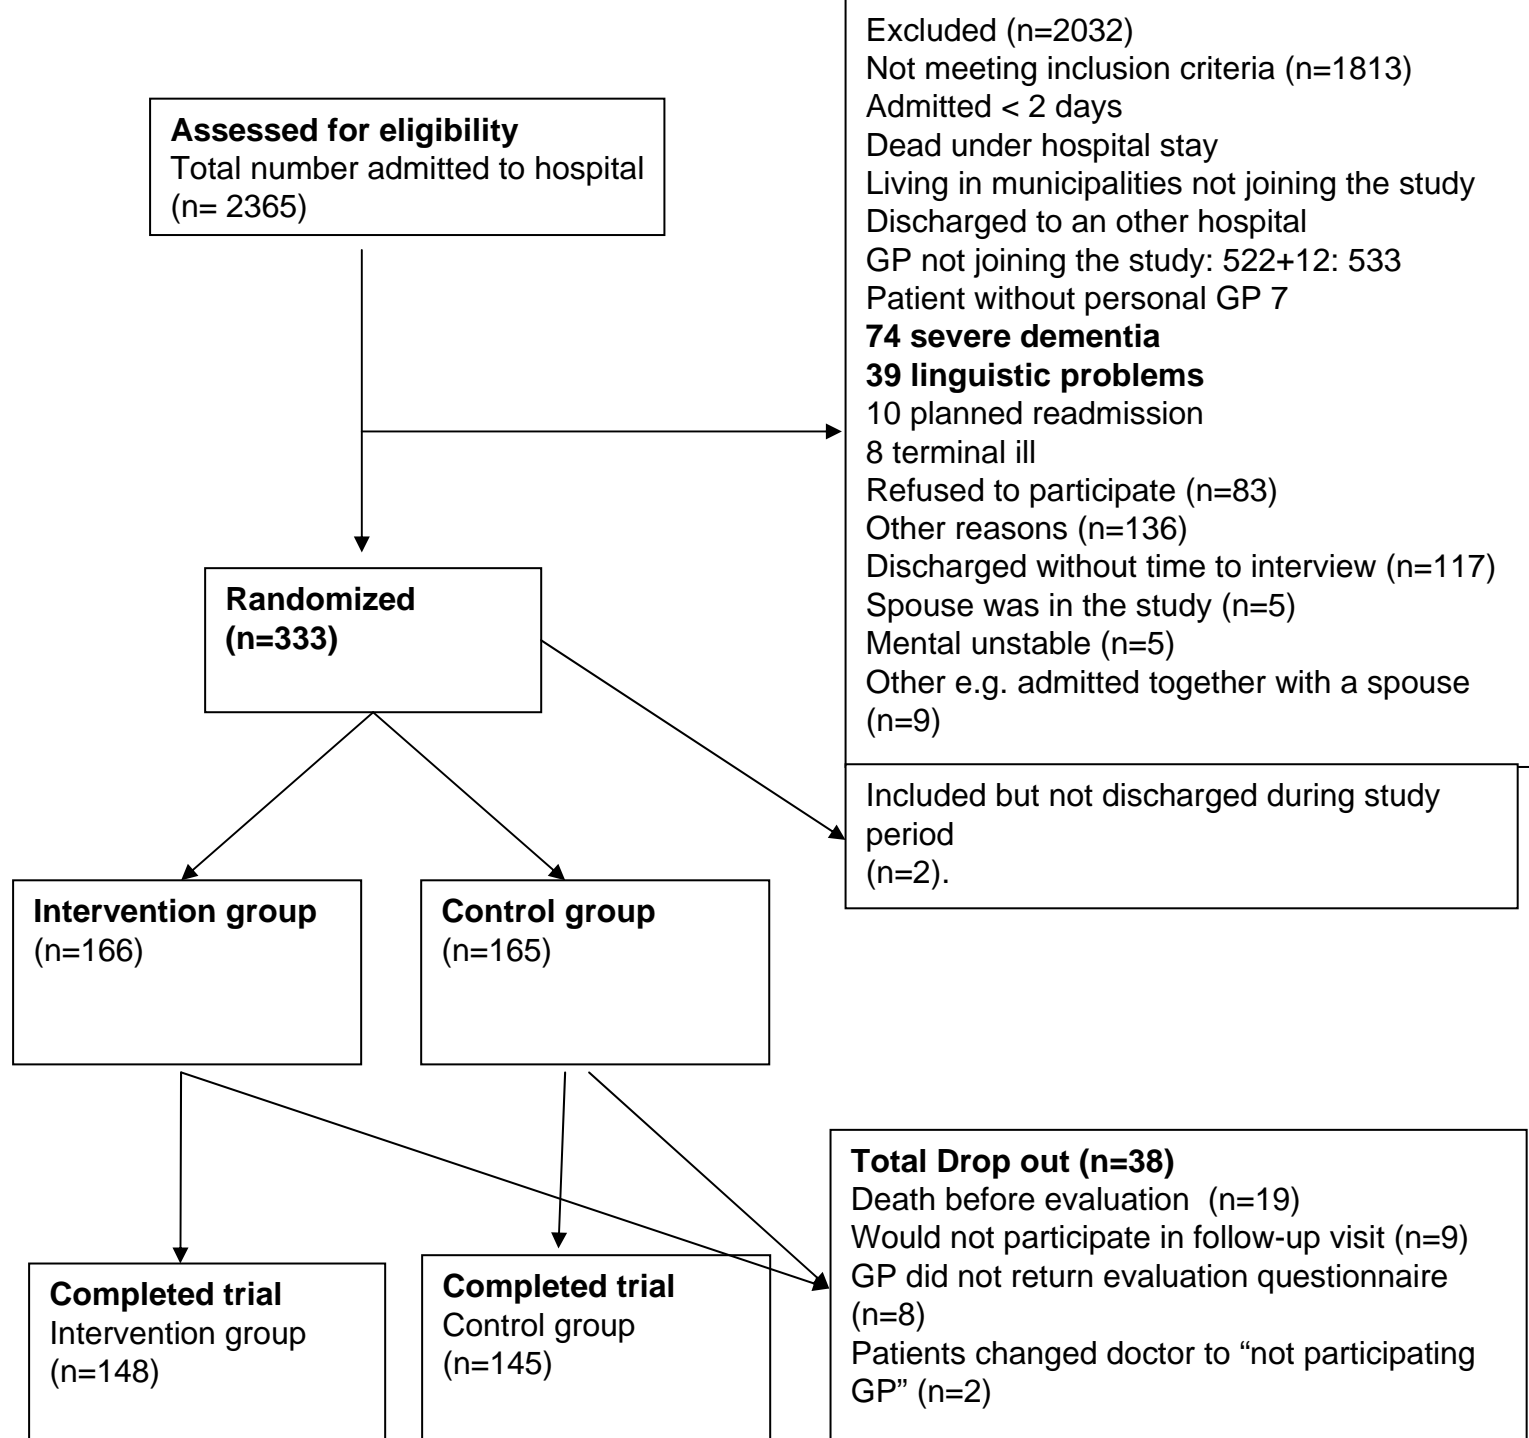 Assessed for eligibility
Total number admitted to hospital
(n= 2365)
Excluded (n=2032)
Not meeting inclusion criteria (n=1813)
Admitted < 2 days
Dead under hospital stay
Living in municipalities not joining the study
Discharged to an other hospital
GP not joining the study: 522+12: 533
Patient without personal GP 7
74 severe dementia
39 linguistic problems
10 planned readmission
8 terminal ill
Refused to participate (n=83)
Other reasons (n=136)
Discharged without time to interview (n=117)
Spouse was in the study (n=5)
Mental unstable (n=5)
Other e.g. admitted together with a spouse
(n=9)
Randomized
(n=333)
Included but not discharged during study
period
(n=2).
Intervention group
(n=166)
Control group
(n=165)
Total Drop out (n=38)
Death before evaluation  (n=19)
Would not participate in follow-up visit (n=9)
GP did not return evaluation questionnaire
(n=8)
Patients changed doctor to “not participating
GP” (n=2)
Completed trial
Intervention group
(n=148)
Completed trial
Control group
(n=145)